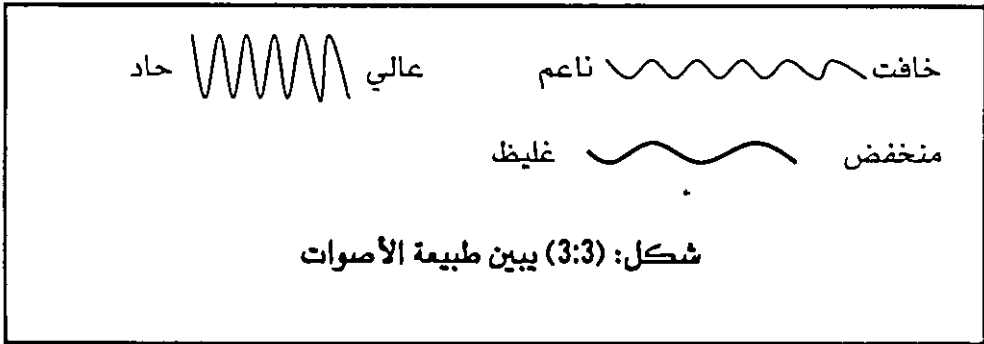 خافت ناعم عالي حاد
منخفض غليظ
شكل: (3:3) يبين طبيعة الأصوات